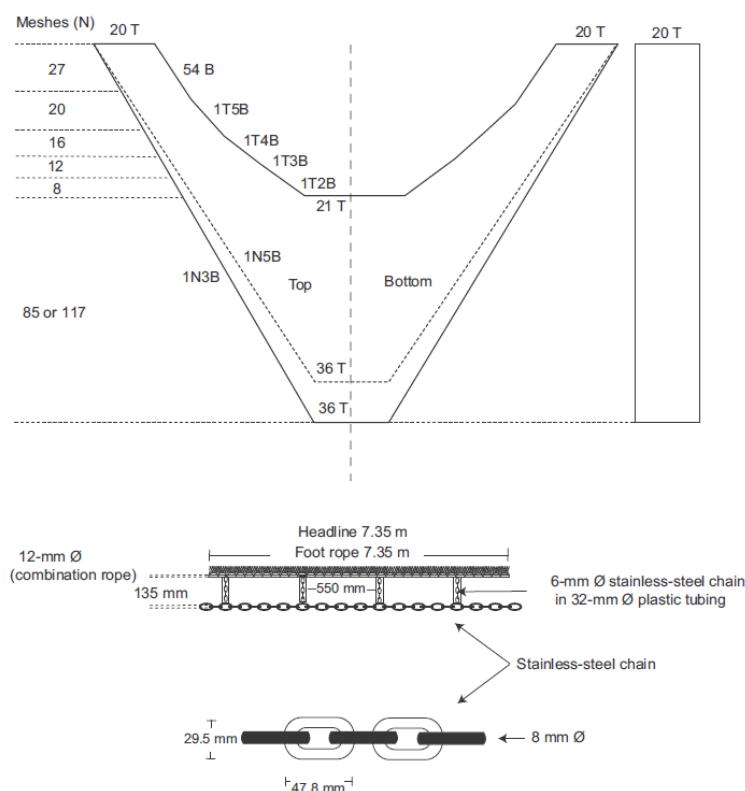 Meshes (N)
20 T
20 T
20 T
27
54 B
20
1T5B
16
1T4B
12
1T3B
8
1T2B
21 T
1N5B
1N3B
Top
Bottom
85 or 117
36 T
36 T
Headline 7.35 m
Foot rope 7.35 m
12-mm Ø
(combination rope)
135 mm
550 mm
6-mm Ø stainless-steel chain
in 32-mm Ø plastic tubing
Stainless-steel chain
29.5 mm
8 mm Ø
47.8 mm